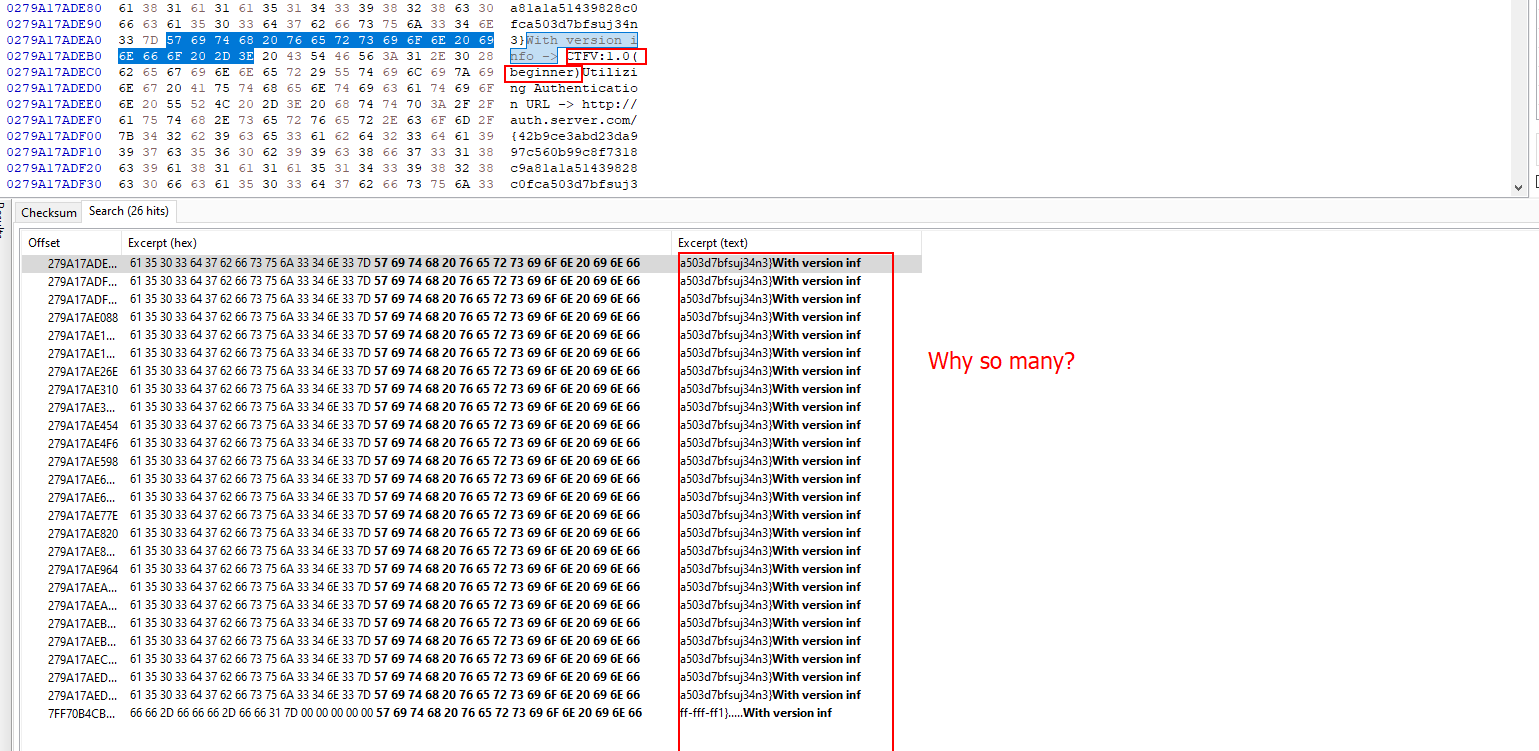 0279A17ADE80 61 38 31 61 31 61 35 31 34 33 39 38 32 38 63 30 a81a1a51439828c0
0279A17ADE90 66 63 61 35 30 33 64 37 62 66 73 75 6A 33 34 6E fca503d7bfsuj34n
0279A17ADEA0 33 7D 57 69 74 68 20 76 65 72 73 69 6F 6E 20 69 3}With version i
0279A17ADEB0 6E 66 6F 20 2D 3E 20 43 54 46 56 3A 31 2E 30 28 nfo -> CTFV:1.0(
0279A17ADEC0 62 65 67 69 6E 6E 65 72 29 55 74 69 6C 69 7A 69 beginner)Utilizi
0279A17ADED0 6E 67 20 41 75 74 68 65 6E 74 69 63 61 74 69 6F ng Authenticatio
0279A17ADEE0 6E 20 55 52 4C 20 2D 3E 20 68 74 74 70 3A 2F 2F n URL -> http://
0279A17ADEF0 61 75 74 68 2E 73 65 72 76 65 72 2E 63 6F 6D 2F auth.server.com/
0279A17ADF00 7B 34 32 62 39 63 65 33 61 62 64 32 33 64 61 39 {42b9ce3abd23da9
0279A17ADF10 39 37 63 35 36 30 62 39 39 63 38 66 37 33 31 38 97c560b99c8f7318
0279A17ADF20 63 39 61 38 31 61 31 61 35 31 34 33 39 38 32 38 c9a81a1a51439828
0279A17ADF30 63 30 66 63 61 35 30 33 64 37 62 66 73 75 6A 33 c0fca503d7bfsuj3
Checksum Search (26 hits)
Offset Excerpt (hex) Excerpt (text)
279A17ADE... 61 35 30 33 64 37 62 66 73 75 6A 33 34 6E 33 7D 57 69 74 68 20 76 65 72 73 69 6F 6E 20 69 6E 66 a503d7bfsuj34n3}With version inf
279A17ADF... 61 35 30 33 64 37 62 66 73 75 6A 33 34 6E 33 7D 57 69 74 68 20 76 65 72 73 69 6F 6E 20 69 6E 66 a503d7bfsuj34n3}With version inf
279A17ADF... 61 35 30 33 64 37 62 66 73 75 6A 33 34 6E 33 7D 57 69 74 68 20 76 65 72 73 69 6F 6E 20 69 6E 66 a503d7bfsuj34n3}With version inf
279A17AE088 61 35 30 33 64 37 62 66 73 75 6A 33 34 6E 33 7D 57 69 74 68 20 76 65 72 73 69 6F 6E 20 69 6E 66 a503d7bfsuj34n3}With version inf
279A17AE1... 61 35 30 33 64 37 62 66 73 75 6A 33 34 6E 33 7D 57 69 74 68 20 76 65 72 73 69 6F 6E 20 69 6E 66 a503d7bfsuj34n3}With version inf
279A17AE1... 61 35 30 33 64 37 62 66 73 75 6A 33 34 6E 33 7D 57 69 74 68 20 76 65 72 73 69 6F 6E 20 69 6E 66 a503d7bfsuj34n3}With version inf
Why so many?
279A17AE26E 61 35 30 33 64 37 62 66 73 75 6A 33 34 6E 33 7D 57 69 74 68 20 76 65 72 73 69 6F 6E 20 69 6E 66 a503d7bfsuj34n3}With version inf
279A17AE310 61 35 30 33 64 37 62 66 73 75 6A 33 34 6E 33 7D 57 69 74 68 20 76 65 72 73 69 6F 6E 20 69 6E 66 a503d7bfsuj34n3}With version inf
279A17AE3... 61 35 30 33 64 37 62 66 73 75 6A 33 34 6E 33 7D 57 69 74 68 20 76 65 72 73 69 6F 6E 20 69 6E 66 a503d7bfsuj34n3}With version inf
279A17AE454 61 35 30 33 64 37 62 66 73 75 6A 33 34 6E 33 7D 57 69 74 68 20 76 65 72 73 69 6F 6E 20 69 6E 66 a503d7bfsuj34n3}With version inf
279A17AE4F6 61 35 30 33 64 37 62 66 73 75 6A 33 34 6E 33 7D 57 69 74 68 20 76 65 72 73 69 6F 6E 20 69 6E 66 a503d7bfsuj34n3}With version inf
279A17AE598 61 35 30 33 64 37 62 66 73 75 6A 33 34 6E 33 7D 57 69 74 68 20 76 65 72 73 69 6F 6E 20 69 6E 66 a503d7bfsuj34n3}With version inf
279A17AE6... 61 35 30 33 64 37 62 66 73 75 6A 33 34 6E 33 7D 57 69 74 68 20 76 65 72 73 69 6F 6E 20 69 6E 66 a503d7bfsuj34n3}With version inf
279A17AE6... 61 35 30 33 64 37 62 66 73 75 6A 33 34 6E 33 7D 57 69 74 68 20 76 65 72 73 69 6F 6E 20 69 6E 66 a503d7bfsuj34n3}With version inf
279A17AE77E 61 35 30 33 64 37 62 66 73 75 6A 33 34 6E 33 7D 57 69 74 68 20 76 65 72 73 69 6F 6E 20 69 6E 66 a503d7bfsuj34n3}With version inf
279A17AE820 61 35 30 33 64 37 62 66 73 75 6A 33 34 6E 33 7D 57 69 74 68 20 76 65 72 73 69 6F 6E 20 69 6E 66 a503d7bfsuj34n3}With version inf
279A17AE8... 61 35 30 33 64 37 62 66 73 75 6A 33 34 6E 33 7D 57 69 74 68 20 76 65 72 73 69 6F 6E 20 69 6E 66 a503d7bfsuj34n3}With version inf
279A17AE964 61 35 30 33 64 37 62 66 73 75 6A 33 34 6E 33 7D 57 69 74 68 20 76 65 72 73 69 6F 6E 20 69 6E 66 a503d7bfsuj34n3}With version inf
279A17AEA... 61 35 30 33 64 37 62 66 73 75 6A 33 34 6E 33 7D 57 69 74 68 20 76 65 72 73 69 6F 6E 20 69 6E 66 a503d7bfsuj34n3}With version inf
279A17AEA... 61 35 30 33 64 37 62 66 73 75 6A 33 34 6E 33 7D 57 69 74 68 20 76 65 72 73 69 6F 6E 20 69 6E 66 a503d7bfsuj34n3}With version inf
279A17AEB... 61 35 30 33 64 37 62 66 73 75 6A 33 34 6E 33 7D 57 69 74 68 20 76 65 72 73 69 6F 6E 20 69 6E 66 a503d7bfsuj34n3}With version inf
279A17AEB... 61 35 30 33 64 37 62 66 73 75 6A 33 34 6E 33 7D 57 69 74 68 20 76 65 72 73 69 6F 6E 20 69 6E 66 a503d7bfsuj34n3}With version inf
279A17AEC... 61 35 30 33 64 37 62 66 73 75 6A 33 34 6E 33 7D 57 69 74 68 20 76 65 72 73 69 6F 6E 20 69 6E 66 a503d7bfsuj34n3}With version inf
279A17AED... 61 35 30 33 64 37 62 66 73 75 6A 33 34 6E 33 7D 57 69 74 68 20 76 65 72 73 69 6F 6E 20 69 6E 66 a503d7bfsuj34n3}With version inf
279A17AED... 61 35 30 33 64 37 62 66 73 75 6A 33 34 6E 33 7D 57 69 74 68 20 76 65 72 73 69 6F 6E 20 69 6E 66 a503d7bfsuj34n3}With version inf
7FF70B4CB... 66 66 2D 66 66 66 2D 66 66 31 7D 00 00 00 00 00 57 69 74 68 20 76 65 72 73 69 6F 6E 20 69 6E 66 ff-fff-ff1}.....With version inf